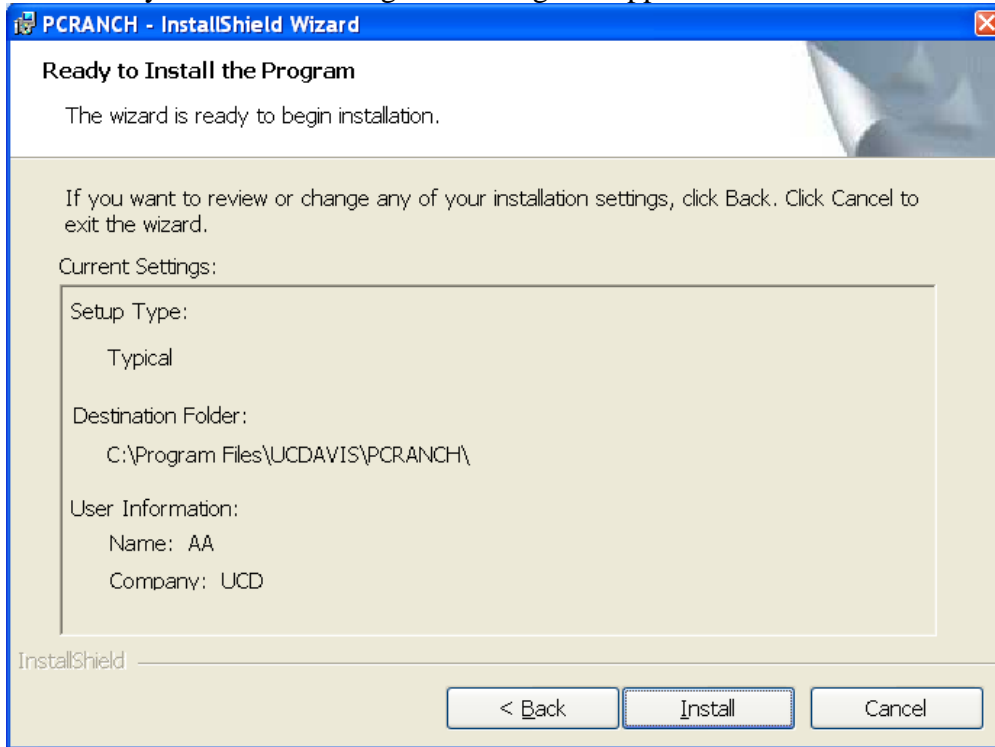 PCRANCH - InstallShield Wizard
Ready to Install the Program
The wizard is ready to begin installation.
If you want to review or change any of your installation settings, click Back. Click Cancel to
exit the wizard.
Current Settings:
Setup Type:
Typical
Destination Folder:
C:\Program Files\UCDAVIS\PCRANCH\
User Information:
Name: AA
Company: UCD
InstallShield
< Back
Install
Cancel